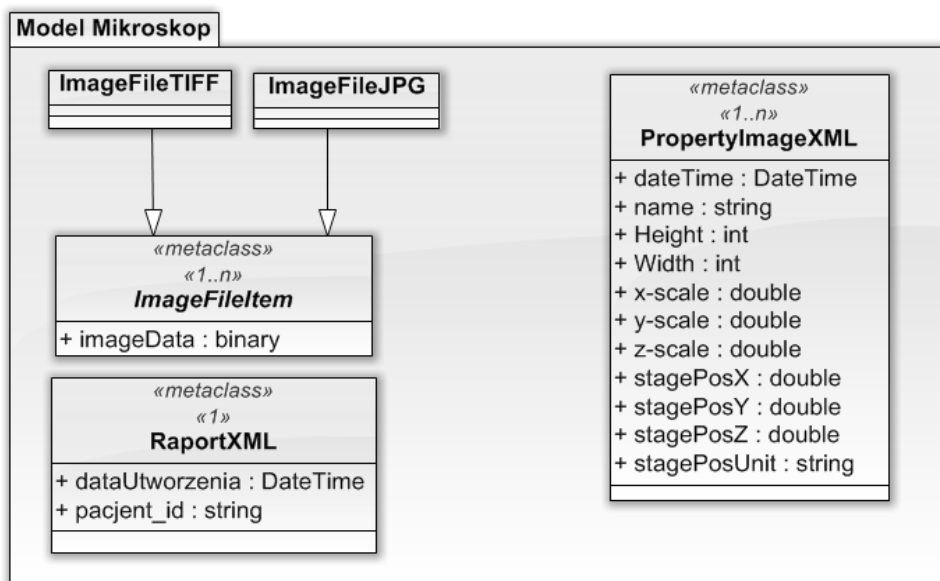 Model Mikroskop
ImageFileTIFF
ImageFileJPG
«metaclass»
«1..n»
ImageFileItem
+ imageData : binary
«metaclass»
«1»
RaportXML
+ dataUtworzenia : DateTime
+ pacjent_id : string
«metaclass»
«1..n»
PropertyImageXML
+ dateTime : DateTime
+ name : string
+ Height : int
+ Width : int
+ x-scale : double
+ y-scale : double
+ z-scale : double
+ stagePosX : double
+ stagePosY : double
+ stagePosZ : double
+ stagePosUnit : string